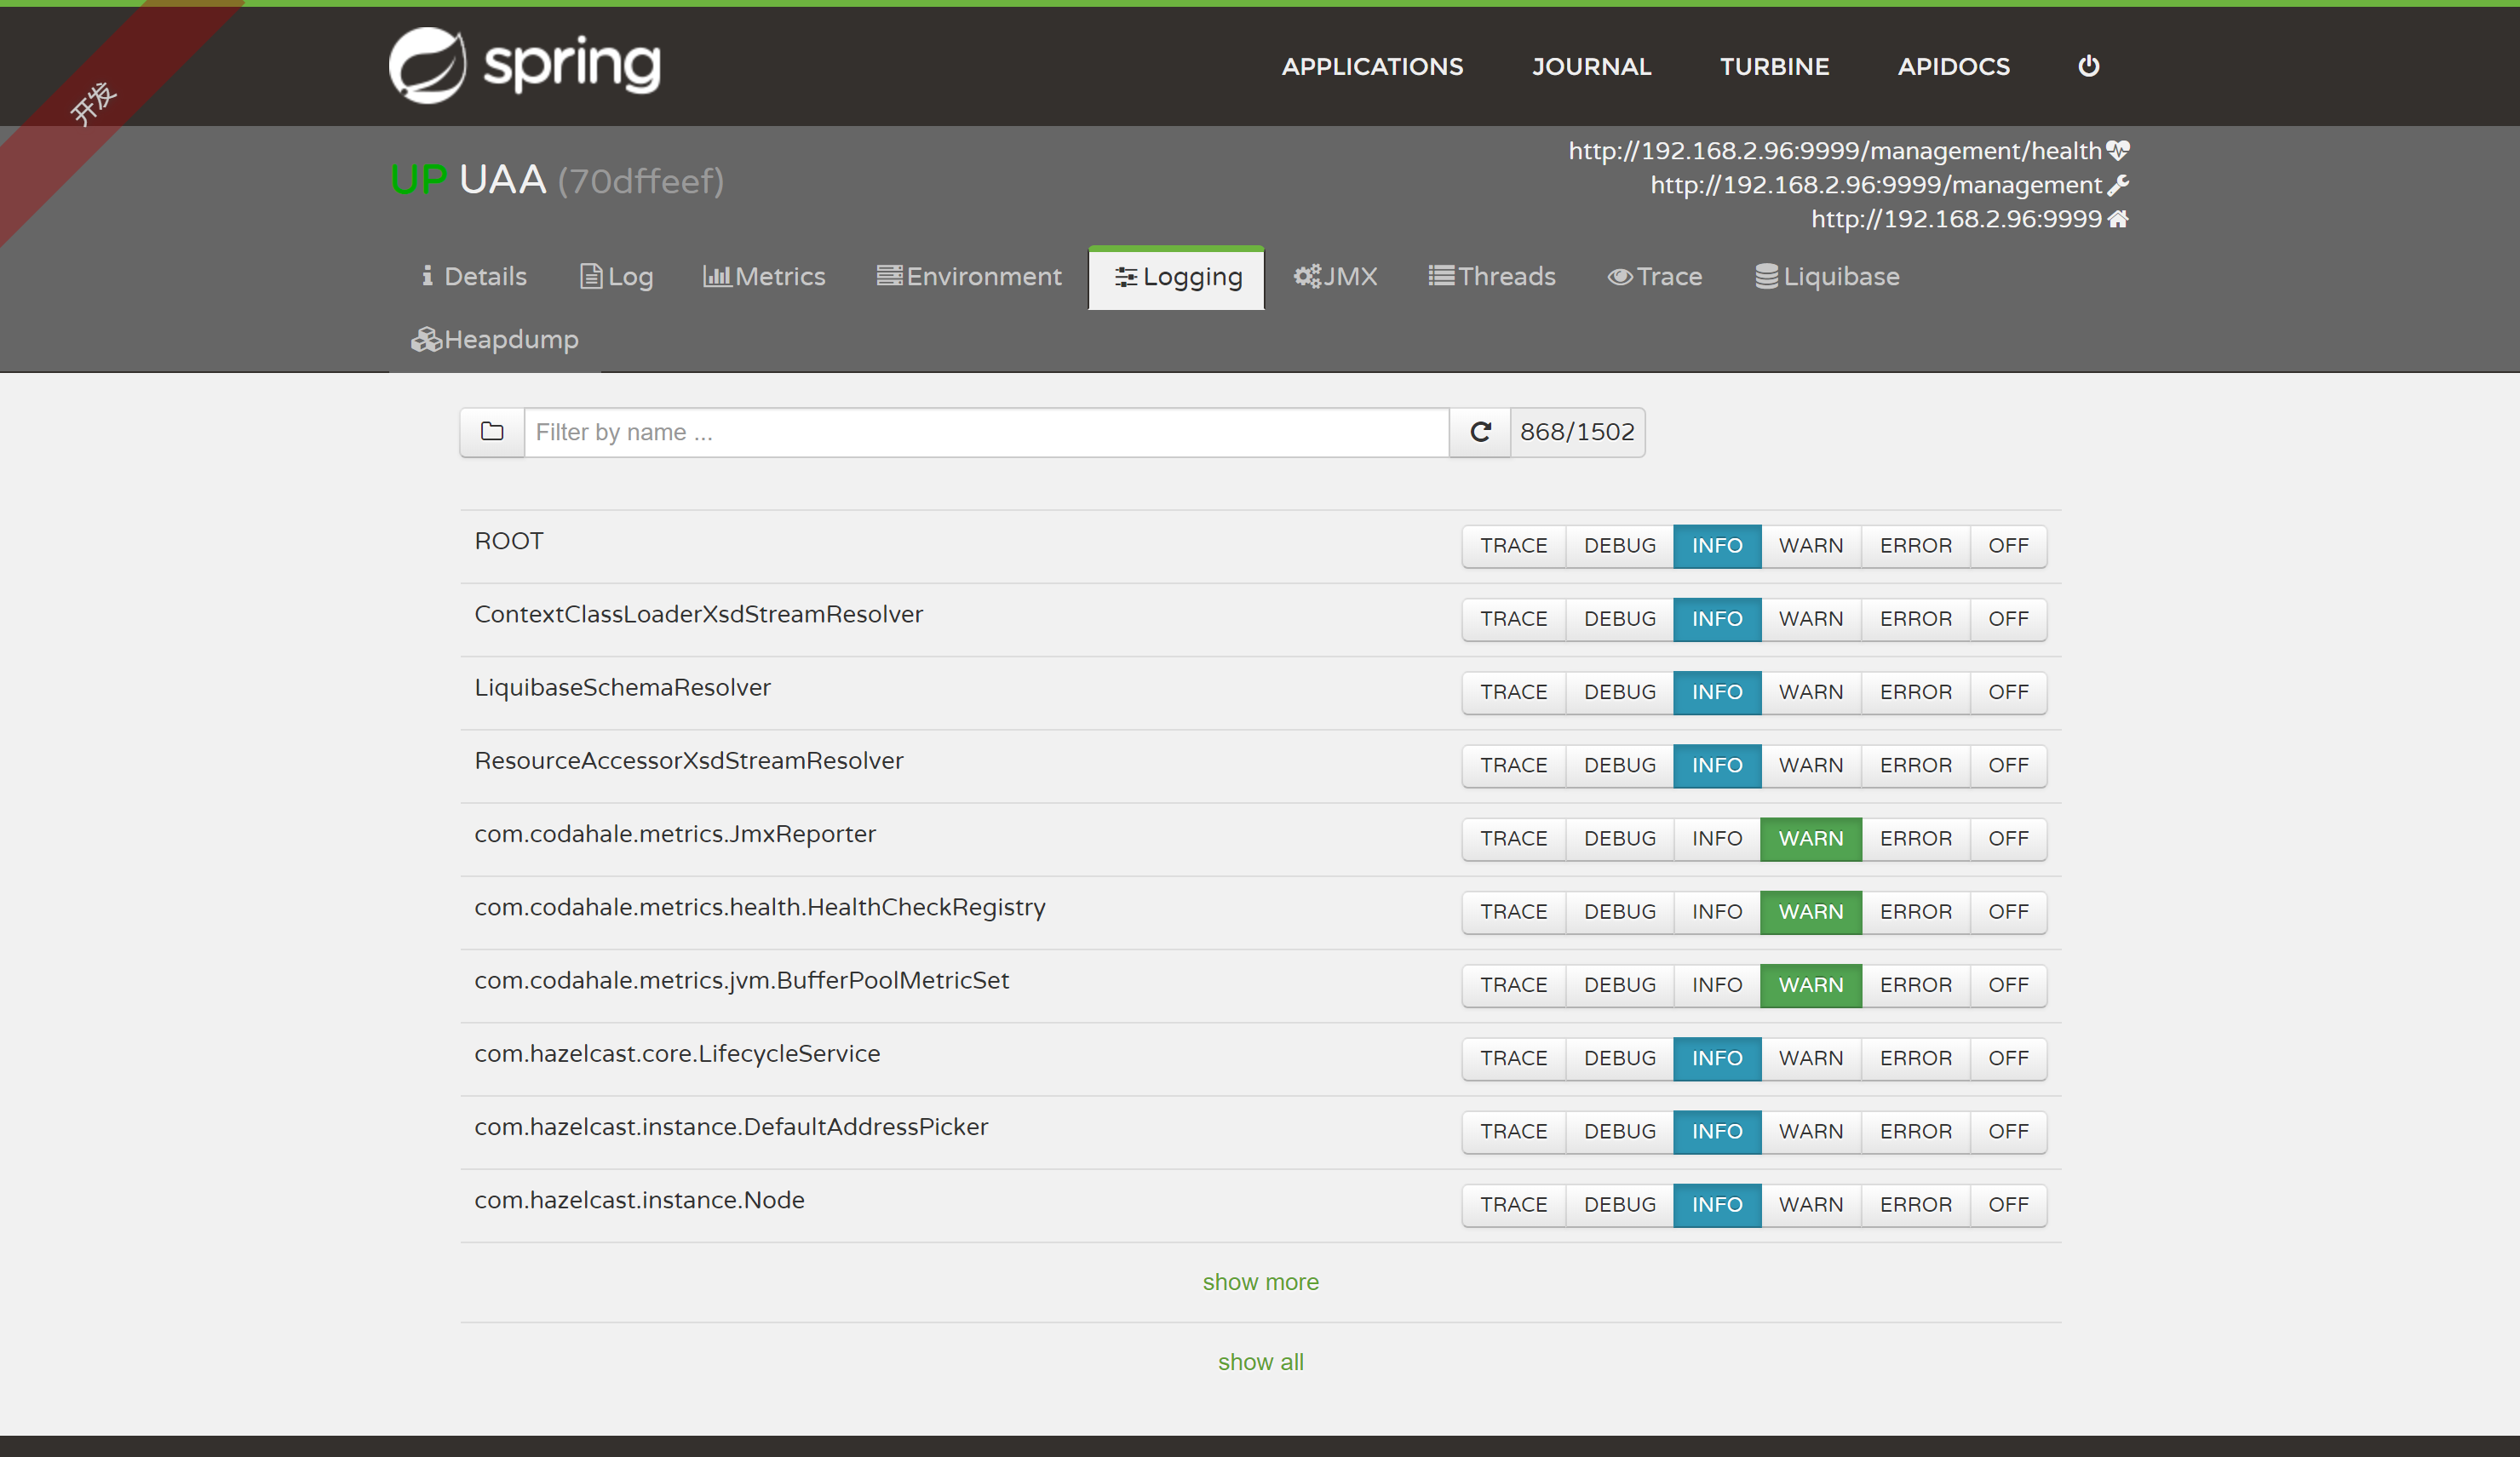 开发
spring
APPLICATIONS JOURNAL TURBINE APIDOCS
UP UAA (70dffeef)
http://192.168.2.96:9999/management/health
http://192.168.2.96:9999/management
http://192.168.2.96:9999
Details Log Metrics Environment Logging JMX Threads Trace Liquibase
Heapdump
Filter by name ... 868/1502
ROOT TRACE DEBUG INFO WARN ERROR OFF
ContextClassLoaderXsdStreamResolver TRACE DEBUG INFO WARN ERROR OFF
LiquibaseSchemaResolver TRACE DEBUG INFO WARN ERROR OFF
ResourceAccessorXsdStreamResolver TRACE DEBUG INFO WARN ERROR OFF
com.codahale.metrics.JmxReporter TRACE DEBUG INFO WARN ERROR OFF
com.codahale.metrics.health.HealthCheckRegistry TRACE DEBUG INFO WARN ERROR OFF
com.codahale.metrics.jvm.BufferPoolMetricSet TRACE DEBUG INFO WARN ERROR OFF
com.hazelcast.core.LifecycleService TRACE DEBUG INFO WARN ERROR OFF
com.hazelcast.instance.DefaultAddressPicker TRACE DEBUG INFO WARN ERROR OFF
com.hazelcast.instance.Node TRACE DEBUG INFO WARN ERROR OFF
show more
show all